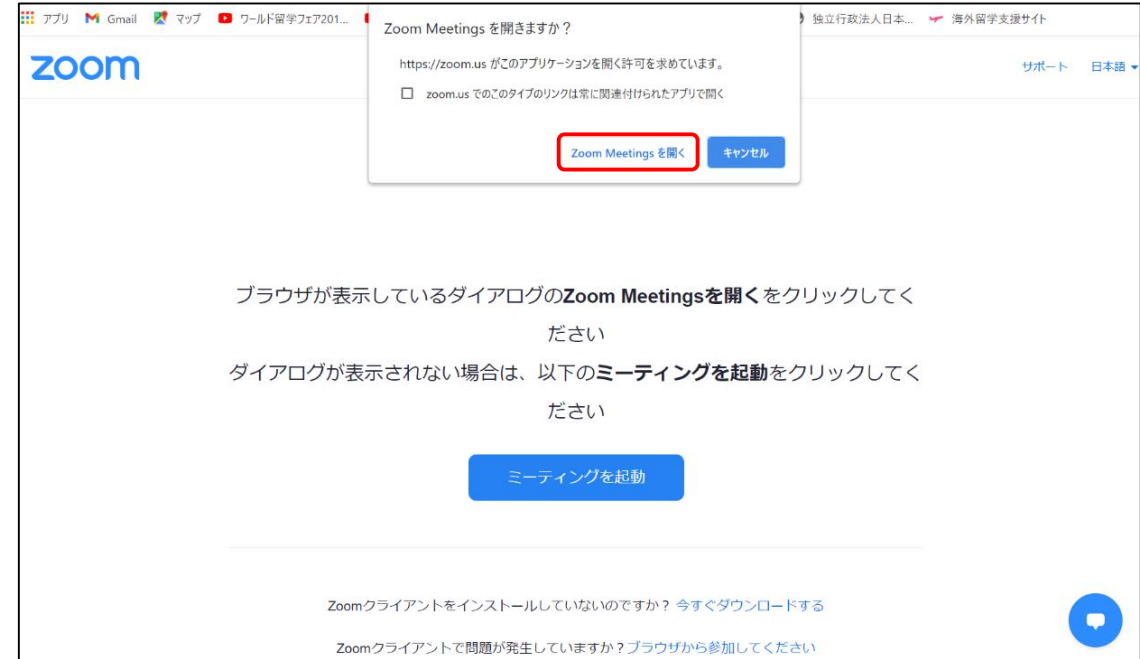 アプリ Gmail マップ ワールド留学フェア201... 独立行政法人日本... 海外留学支援サイト
Zoom Meetings を開きますか？
https://zoom.us がこのアプリケーションを開く許可を求めています。
zoom.us でのこのタイプのリンクは常に関連付けられたアプリで開く
Zoom Meetings を開く キャンセル
zoom サポート 日本語
ブラウザが表示しているダイアログのZoom Meetingsを開くをクリックしてく
ださい
ダイアログが表示されない場合は、以下のミーティングを起動をクリックしてく
ださい
ミーティングを起動
Zoomクライアントをインストールしていないのですか？ 今すぐダウンロードする
Zoomクライアントで問題が発生していますか？ブラウザから参加してください